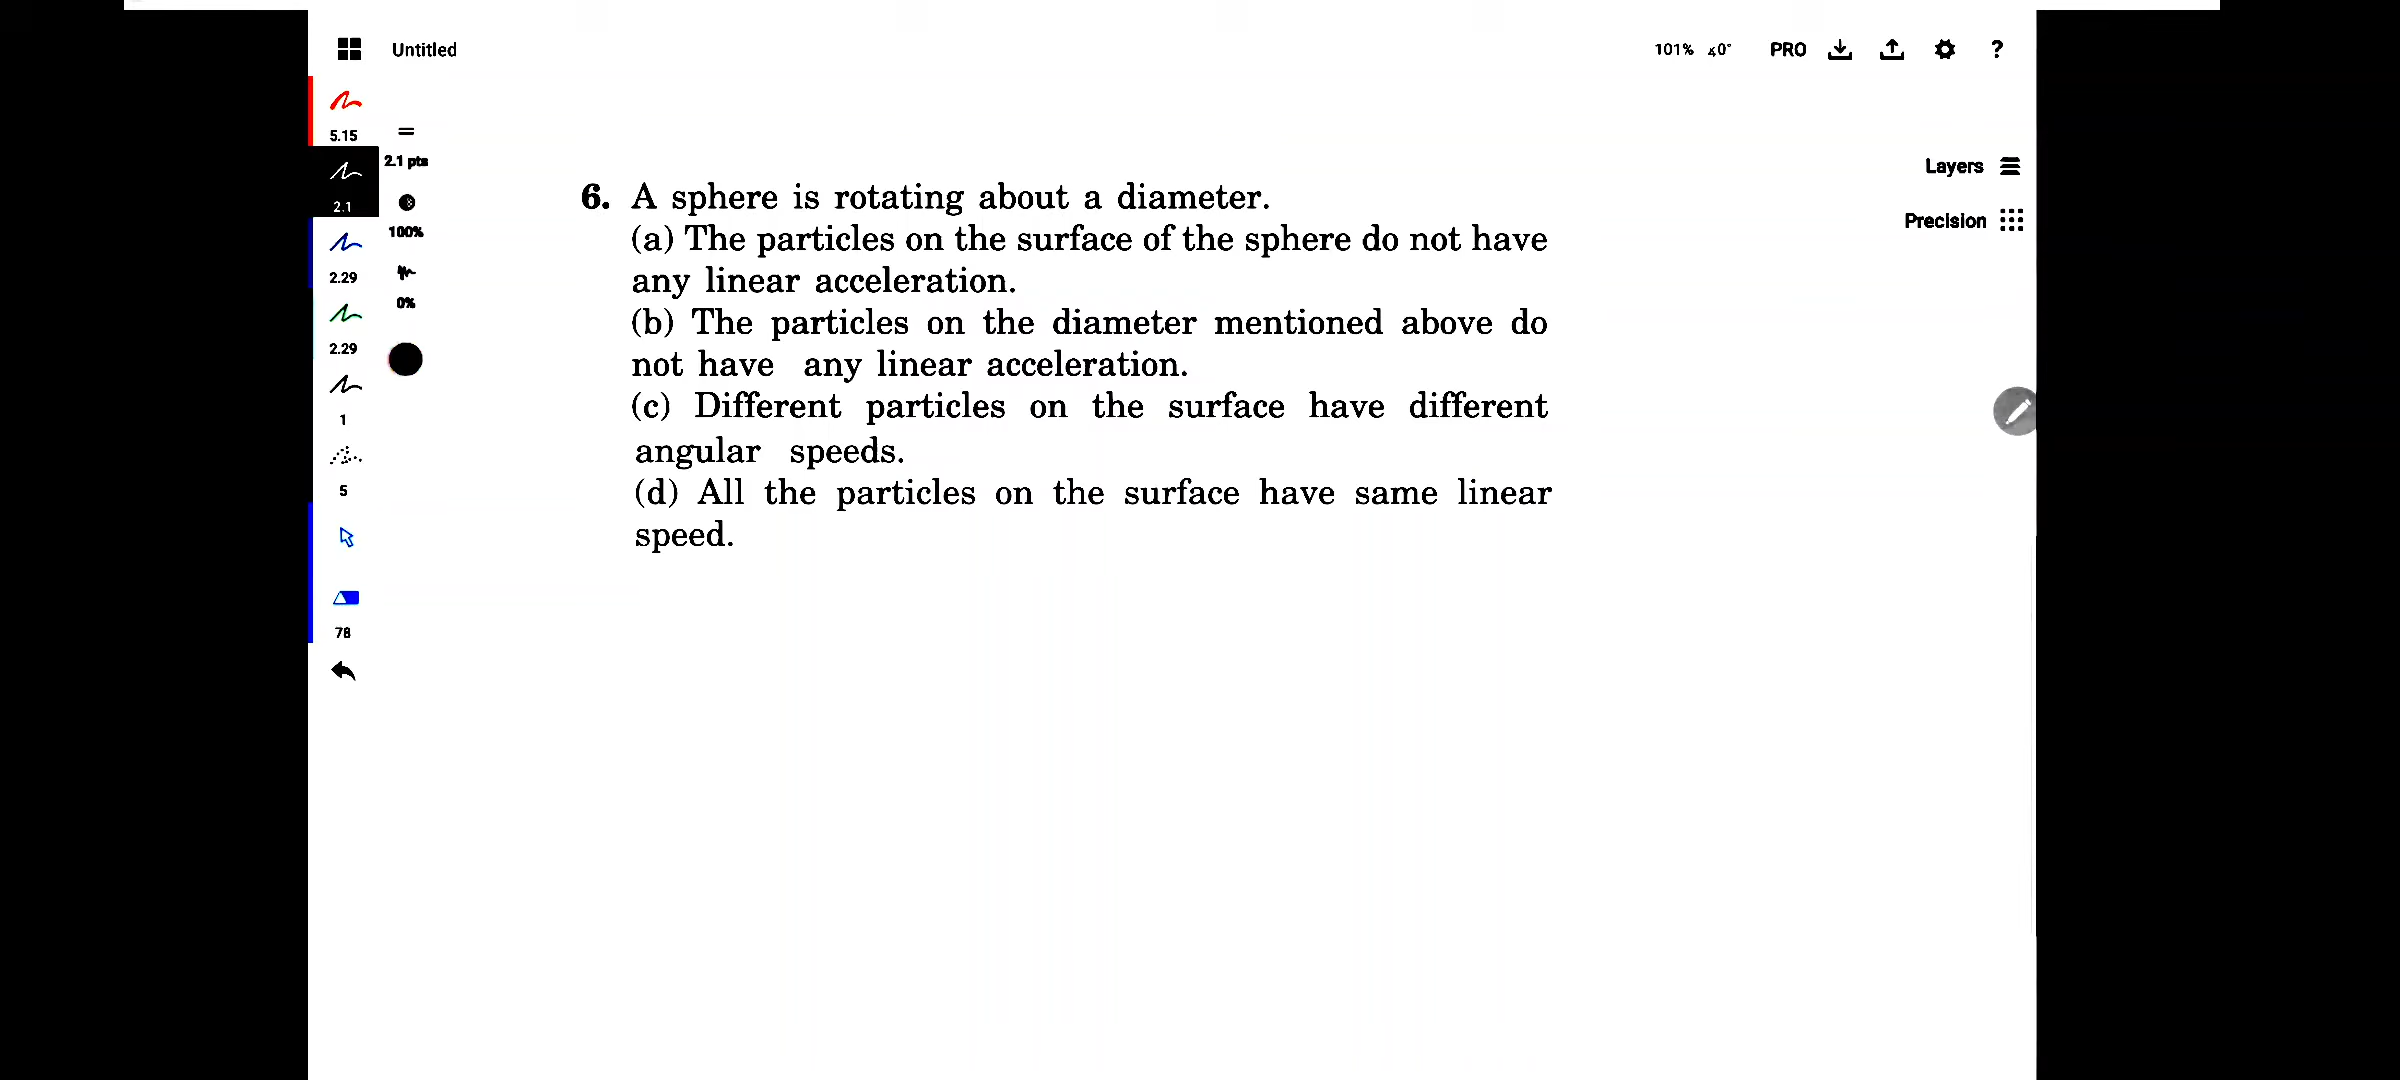 Untitled
101% ∡0° PRO ?
5.15
2.1 pts
2.1
100%
2.29
0%
2.29
1
5
78
Layers
Precision
6. A sphere is rotating about a diameter.
(a) The particles on the surface of the sphere do not have
any linear acceleration.
(b) The particles on the diameter mentioned above do
not have any linear acceleration.
(c) Different particles on the surface have different
angular speeds.
(d) All the particles on the surface have same linear
speed.